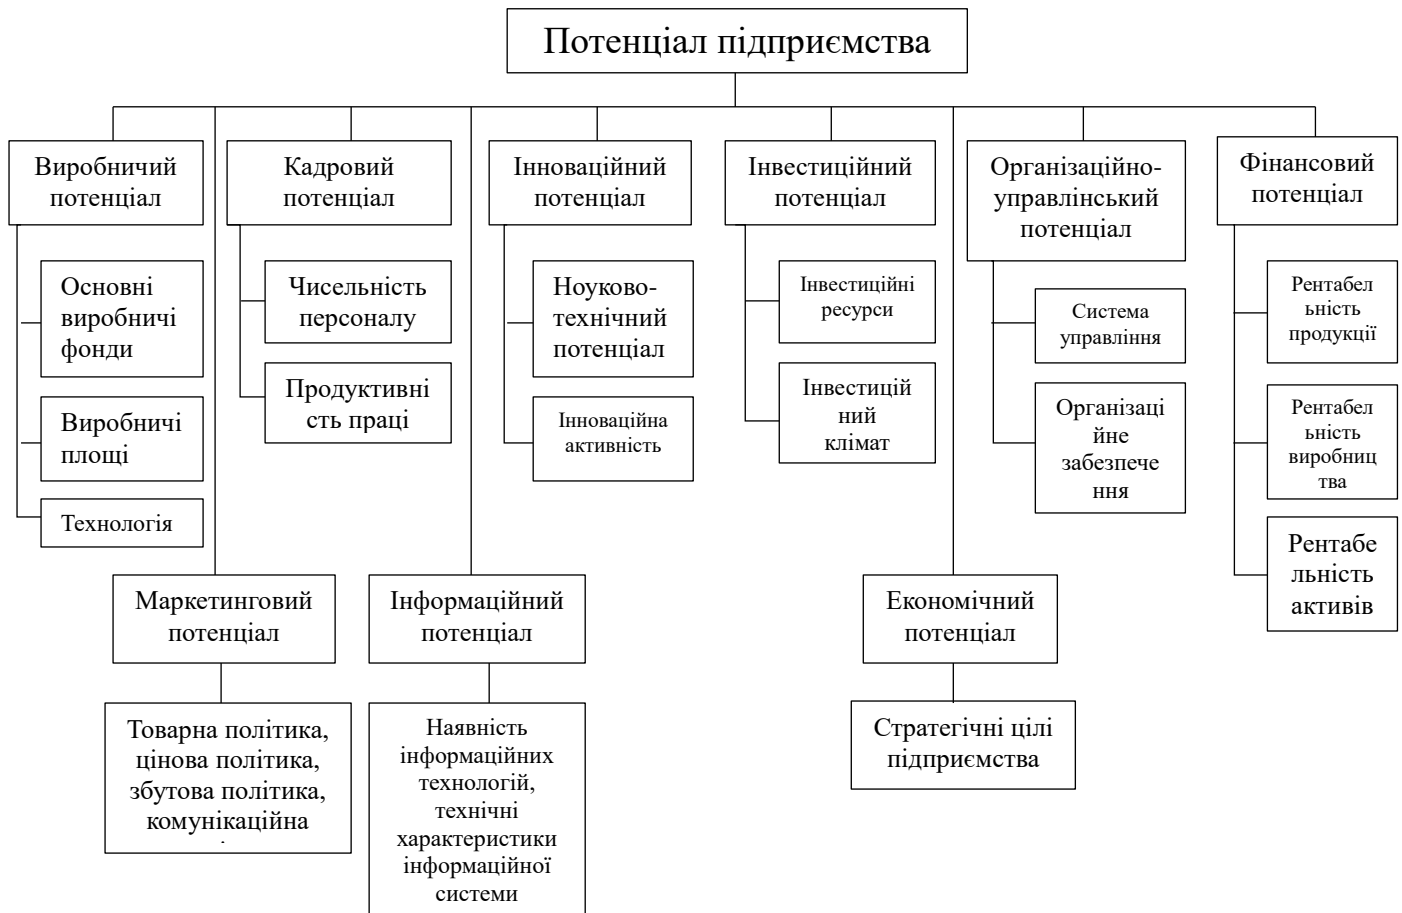 Потенціал підприємства
Виробничий
потенціал
Кадровий
потенціал
Інноваційний
потенціал
Інвестиційний
потенціал
Організаційно-
управлінський
потенціал
Фінансовий
потенціал
Основні
виробничі
фонди
Виробничі
площі
Технологія
Чисельність
персоналу
Продуктивні
сть праці
Ноуково-
технічний
потенціал
Інноваційна
активність
Інвестиційні
ресурси
Інвестицій
ний
клімат
Система
управління
Організаці
йне
забезпече
ння
Рентабел
ьність
продукції
Рентабел
ьність
виробниц
тва
Рентабе
льність
активів
Маркетинговий
потенціал
Інформаційний
потенціал
Економічний
потенціал
Товарна політика,
цінова політика,
збутова політика,
комунікаційна
Наявність
інформаційних
технологій,
технічні
характеристики
інформаційної
системи
Стратегічні цілі
підприємства